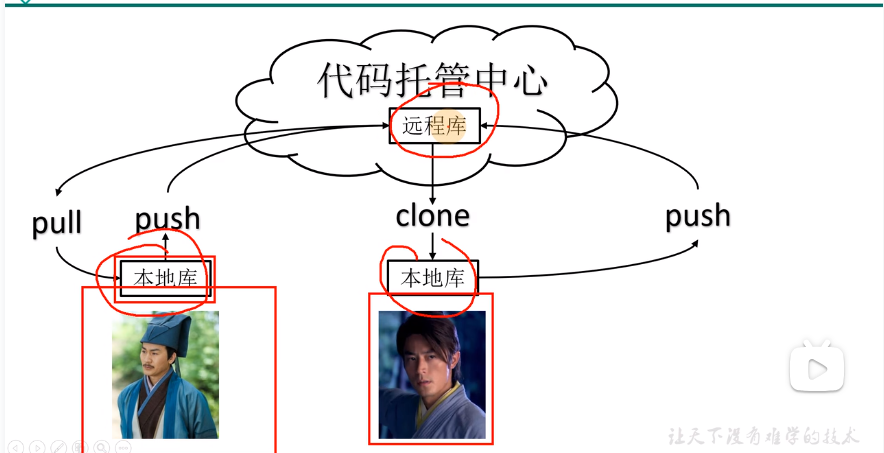 代码托管中心
远程库
pull
push
clone
push
本地库
本地库
让天下没有难学的技术